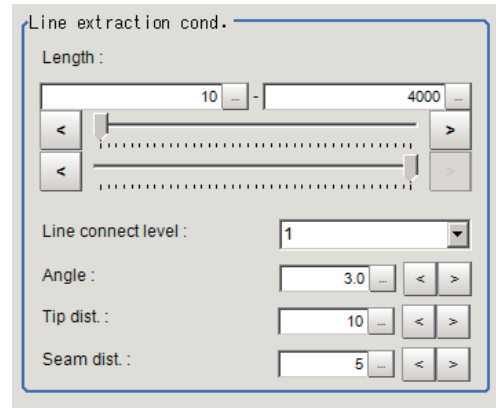 Line extraction cond.
Length :
10 ... - 4000 ...
< >
< >
Line connect level : 1
Angle : 3.0 ... < >
Tip dist. : 10 ... < >
Seam dist. : 5 ... < >